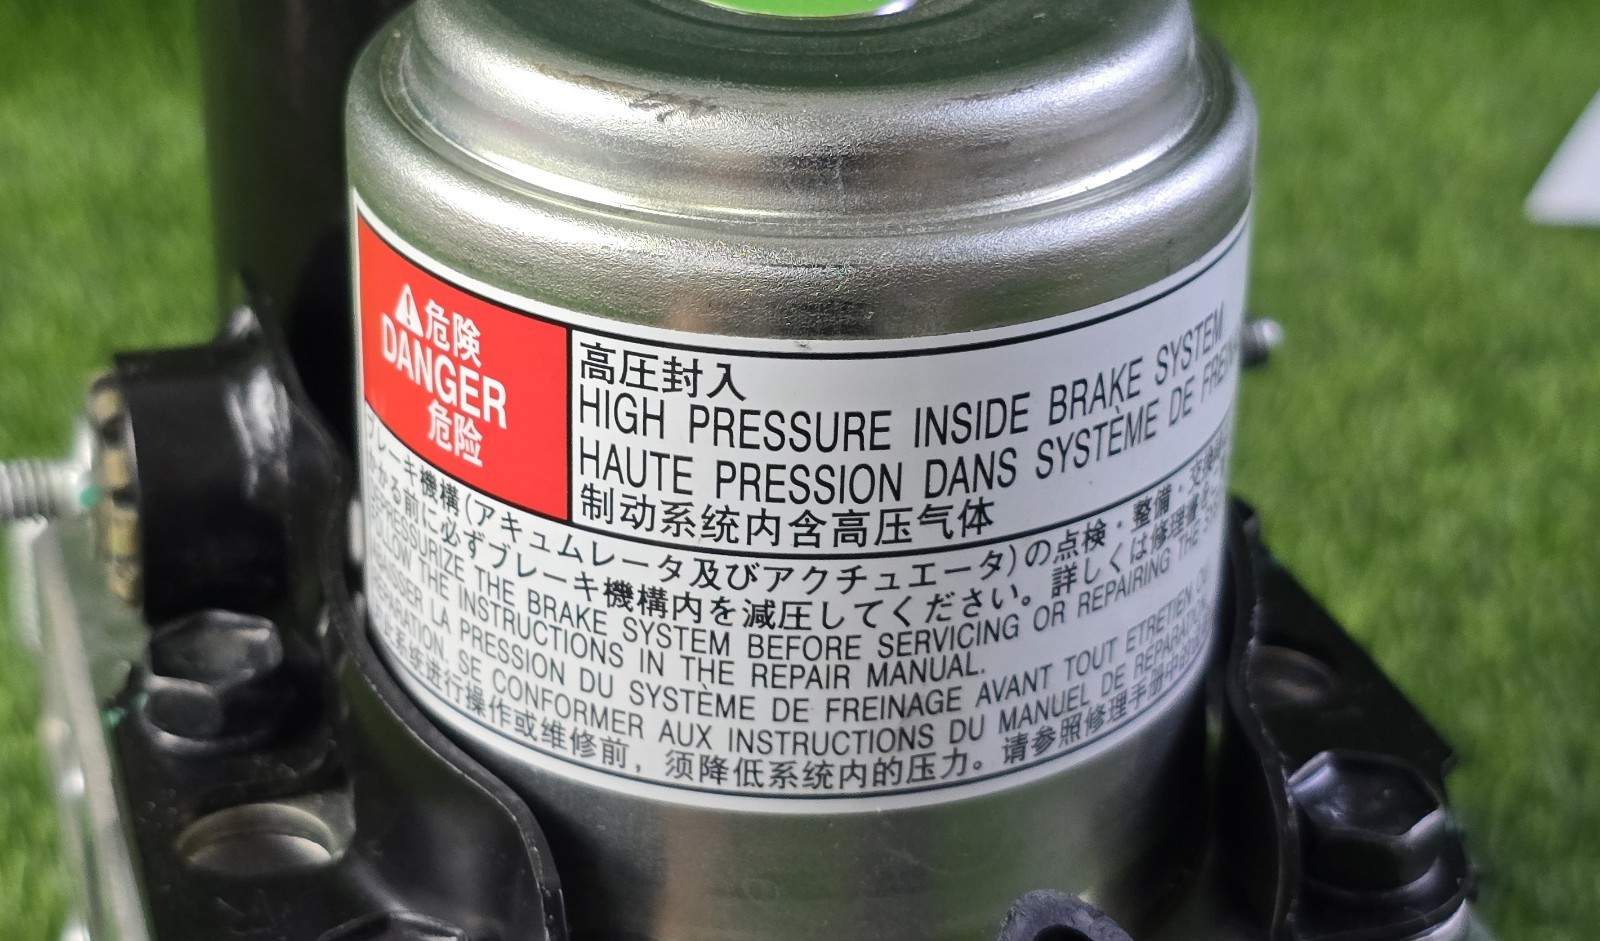 危険
DANGER
危险
高圧封入
HIGH PRESSURE INSIDE BRAKE SYSTEM
HAUTE PRESSION DANS SYSTÈME DE
制动系统内含高压气体
ブレーキ機構(アキュムレータ及びアクチュエータ)の点検・整備・交換
かかる前に必ずブレーキ機構内を減圧してください。詳しくは修理書
DEPRESSURIZE THE BRAKE SYSTEM BEFORE SERVICING OR REPAIRING THE
FOLLOW THE INSTRUCTIONS IN THE REPAIR MANUAL.
LA PRESSION DU SYSTÈME DE FREINAGE AVANT TOUT ETRETIEN OU
RÉPARATION. SE CONFORMER AUX INSTRUCTIONS DU MANUEL DE RÉPARATION.
系统进行操作或维修前，须降低系统内的压力。请参照修理手册中的